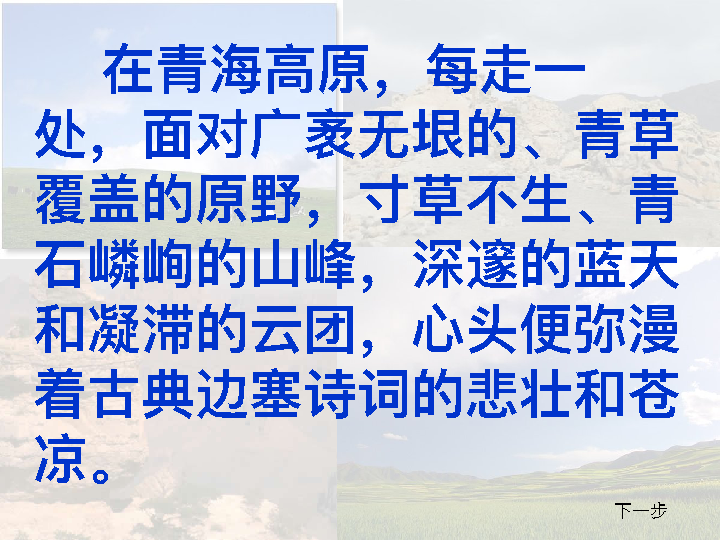 在青海高原，每走一
处，面对广袤无垠的、青草
覆盖的原野，寸草不生、青
石嶙峋的山峰，深邃的蓝天
和凝滞的云团，心头便弥漫
着古典边塞诗词的悲壮和苍
凉。
下一步